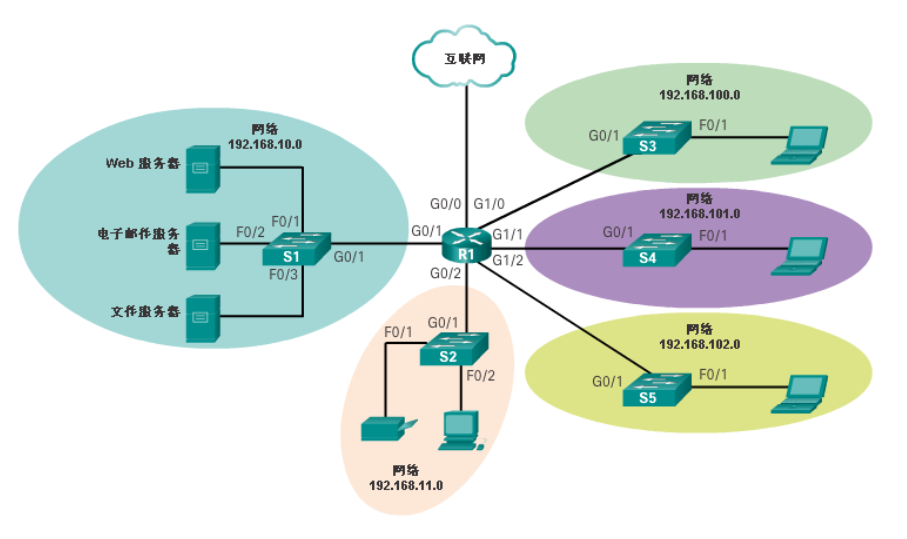 互联网
网络
192.168.100.0
G0/1
F0/1
S3
网络
192.168.10.0
Web 服务器
F0/1
电子邮件服务
器
F0/2
S1
G0/1
F0/3
文件服务器
G0/0
G1/0
G0/1
R1
G1/1
G1/2
G0/2
网络
192.168.101.0
G0/1
F0/1
S4
网络
192.168.102.0
G0/1
F0/1
S5
F0/1
G0/1
S2
F0/2
网络
192.168.11.0